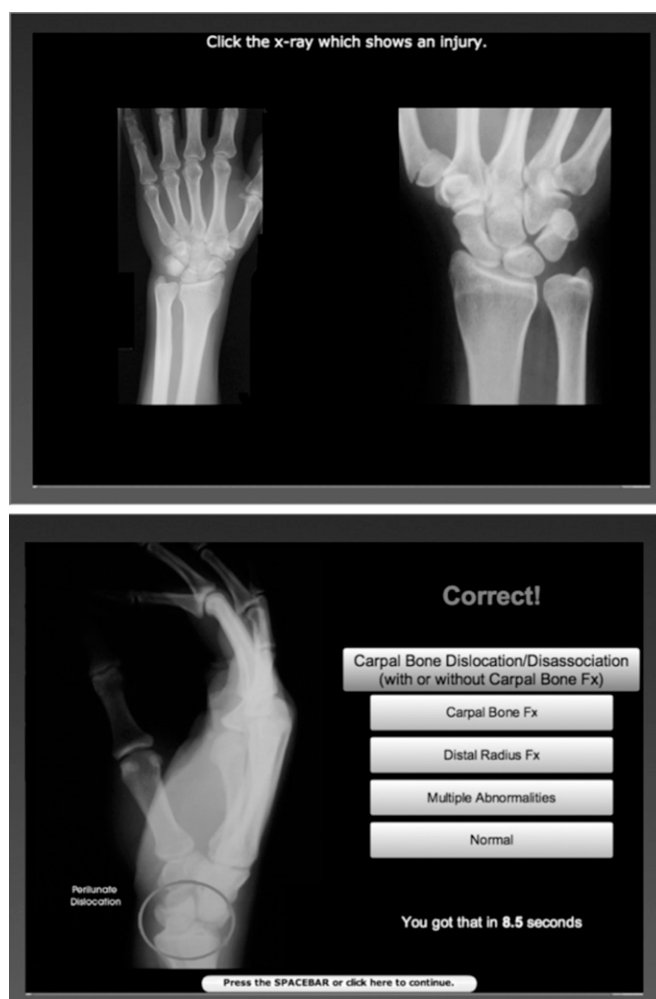 Click the x-ray which shows an injury.
Correct!
Carpal Bone Dislocation/Disassociation
(with or without Carpal Bone Fx)
Carpal Bone Fx
Distal Radius Fx
Multiple Abnormalities
Normal
Perilunate
Dislocation
You got that in 8.5 seconds
Press the SPACEBAR or click here to continue.